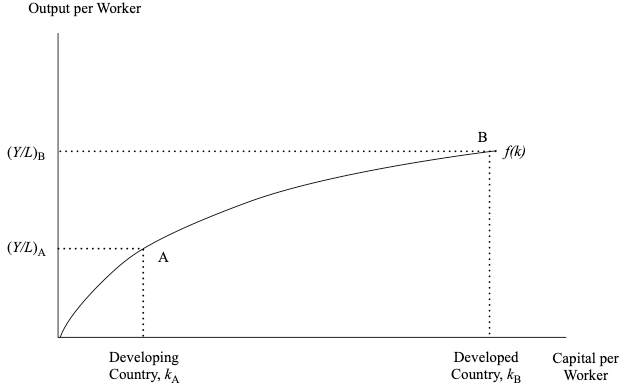 Output per Worker
B
(Y/L)B
f(k)
(Y/L)A
A
Developing
Country, kA
Developed
Country, kB
Capital per
Worker